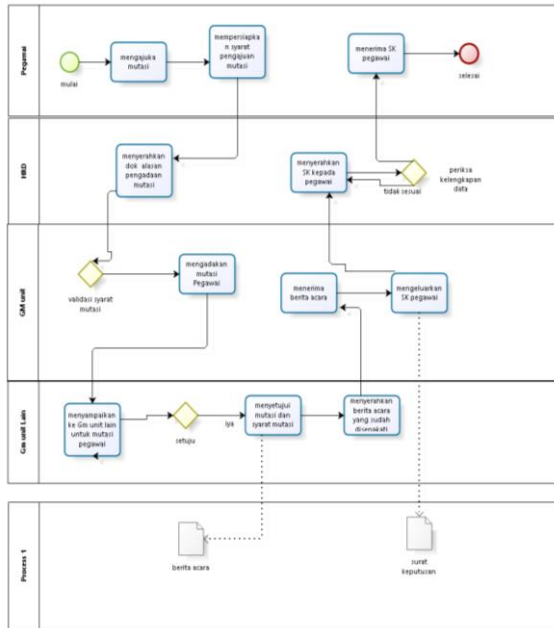 Pegawai
mulai
mengajuka
mutasi
mempersiapka
n syarat
pengajuan
mutasi
menerima SK
pegawai
selesai
HRD
menyerahkan
dok alasan
pengadaan
mutasi
menyerahkan
SK kepada
pegawai
periksa
kelengkapan
data
tidak sesuai
GM unit
validasi syarat
mutasi
mengadakan
mutasi
Pegawai
menerima
berita acara
mengeluarkan
SK pegawai
Gm unit Lain
menyampaikan
ke Gm unit lain
untuk mutasi
pegawai
setuju
iya
menyetujui
mutasi dan
syarat mutasi
menyerahkan
berita acara
yang sudah
disepakati
Process 1
berita acara
surat
keputusan